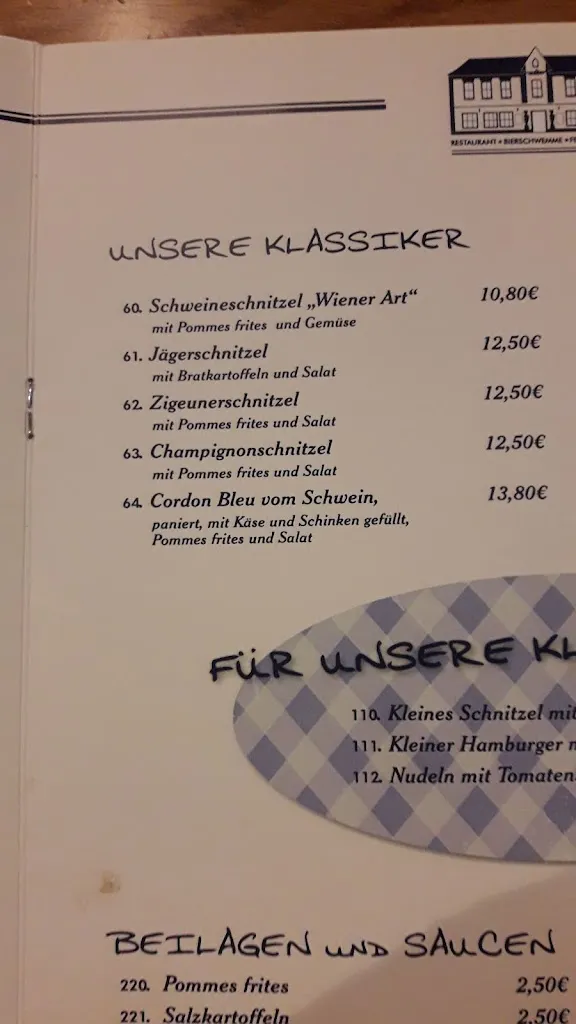 RESTAURANT • BIERSCHWEMME •
UNSERE KLASSIKER
60. Schweineschnitzel „Wiener Art“ 10,80€
mit Pommes frites und Gemüse
61. Jägerschnitzel 12,50€
mit Bratkartoffeln und Salat
62. Zigeunerschnitzel 12,50€
mit Pommes frites und Salat
63. Champignonschnitzel 12,50€
mit Pommes frites und Salat
64. Cordon Bleu vom Schwein, 13,80€
paniert, mit Käse und Schinken gefüllt,
Pommes frites und Salat
FÜR UNSERE
110. Kleines Schnitzel mit
111. Kleiner Hamburger
112. Nudeln mit Tomaten
BEILAGEN UND SAUCEN
220. Pommes frites 2,50€
221. Salzkartoffeln 2,50€